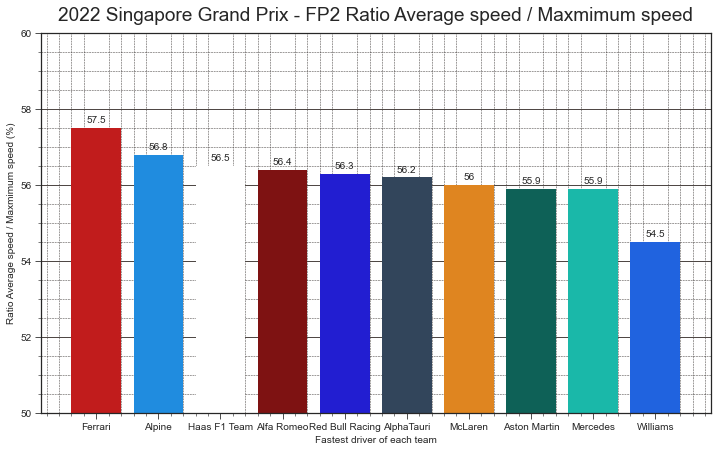 2022 Singapore Grand Prix - FP2 Ratio Average speed / Maxmimum speed
Ratio Average speed / Maxmimum speed (%)
60
58
56
54
52
50
57.5
56.8
56.5
56.4
56.3
56.2
56
55.9
55.9
54.5
Ferrari
Alpine
Haas F1 Team
Alfa Romeo
Red Bull Racing
AlphaTauri
McLaren
Aston Martin
Mercedes
Williams
Fastest driver of each team